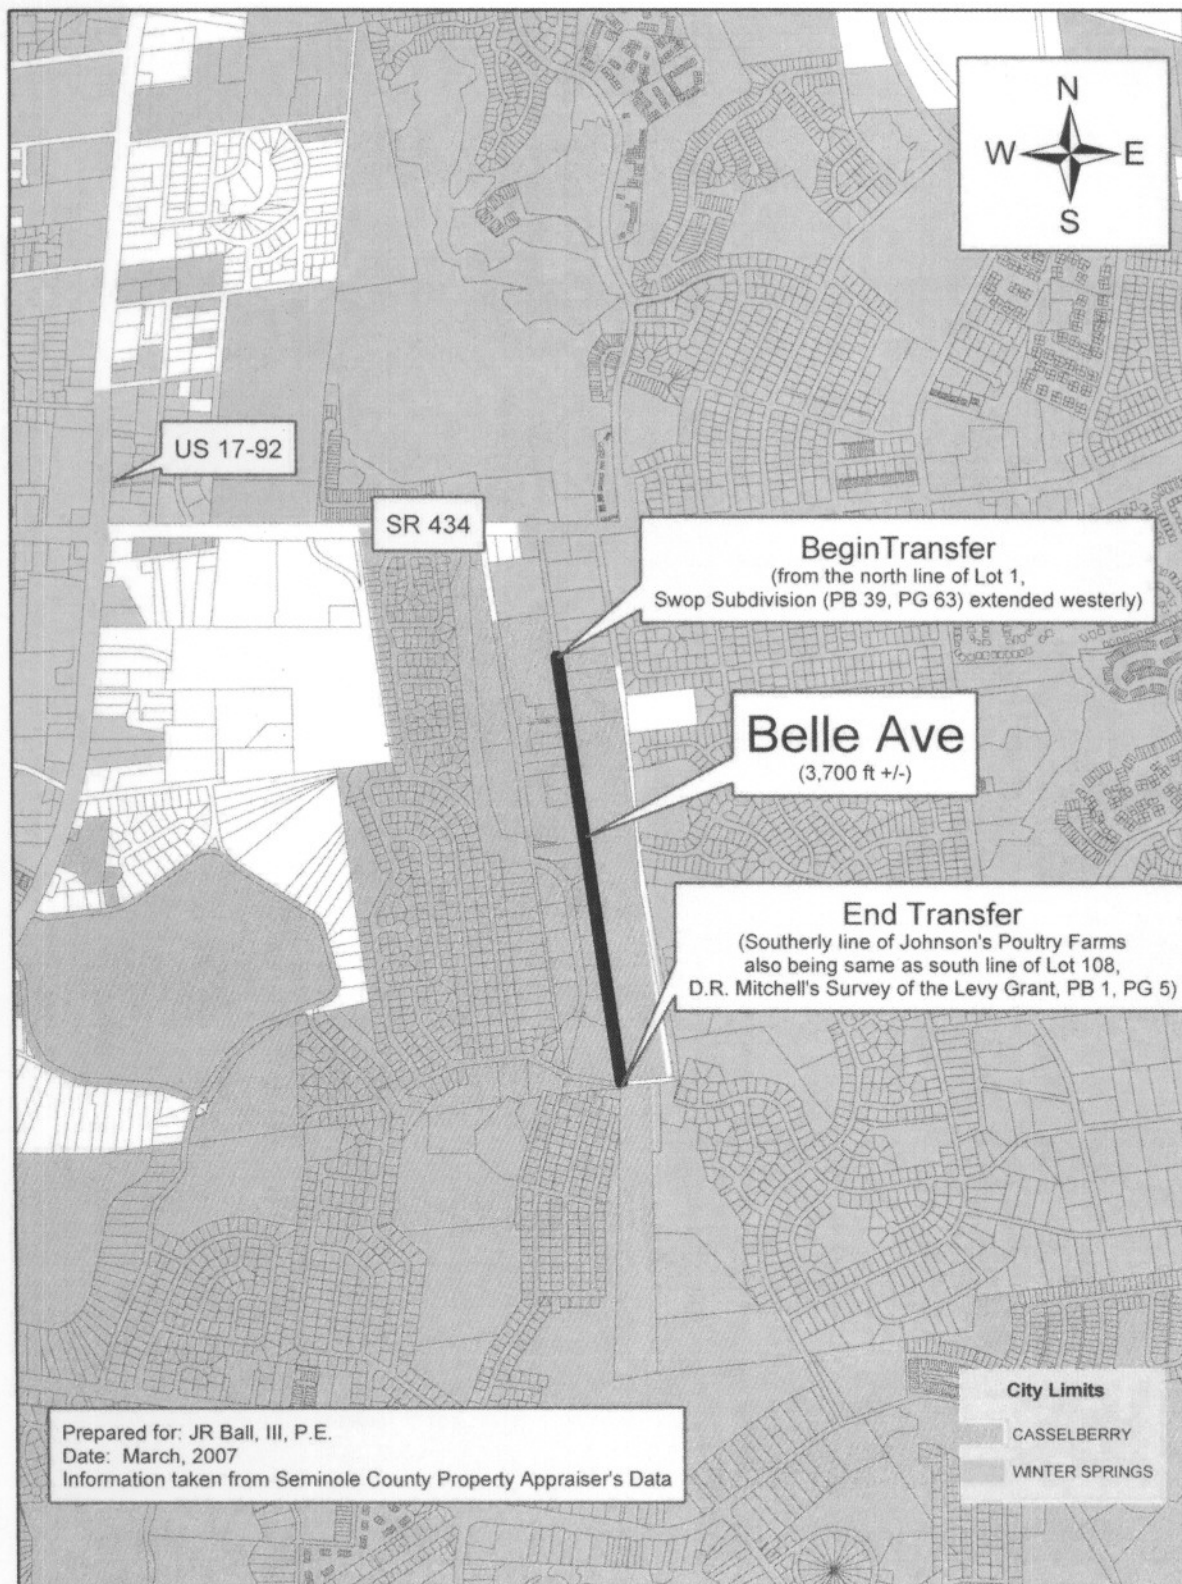 N
W E
S
US 17-92
SR 434
BeginTransfer
(from the north line of Lot 1,
Swop Subdivision (PB 39, PG 63) extended westerly)
Belle Ave
(3,700 ft +/-)
End Transfer
(Southerly line of Johnson's Poultry Farms
also being same as south line of Lot 108,
D.R. Mitchell's Survey of the Levy Grant, PB 1, PG 5)
City Limits
CASSELBERRY
WINTER SPRINGS
Prepared for: JR Ball, III, P.E.
Date: March, 2007
Information taken from Seminole County Property Appraiser's Data